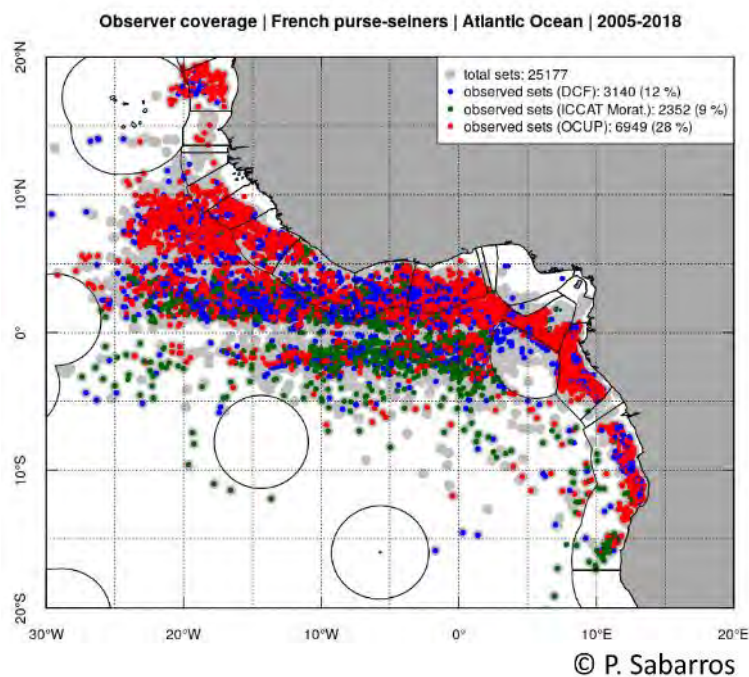 Observer coverage | French purse-seiners | Atlantic Ocean | 2005-2018
total sets: 25177
observed sets (DCF): 3140 (12 %)
observed sets (ICCAT Morat.): 2352 (9 %)
observed sets (OCUP): 6949 (28 %)
20°N
10°N
0°
10°S
20°S
30°W 20°W 10°W 0° 10°E 20°E
© P. Sabarros